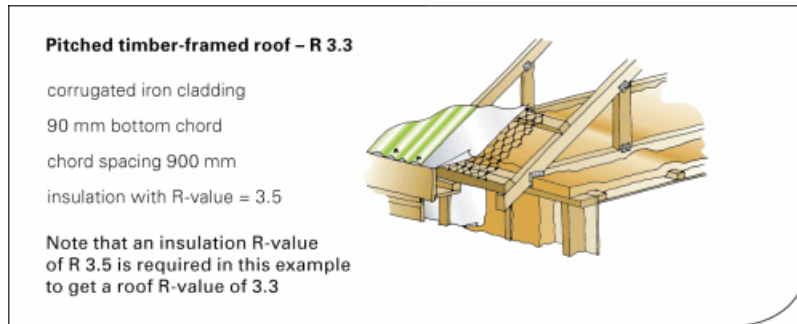 Pitched timber-framed roof – R 3.3
corrugated iron cladding
90 mm bottom chord
chord spacing 900 mm
insulation with R-value = 3.5
Note that an insulation R-value
of R 3.5 is required in this example
to get a roof R-value of 3.3